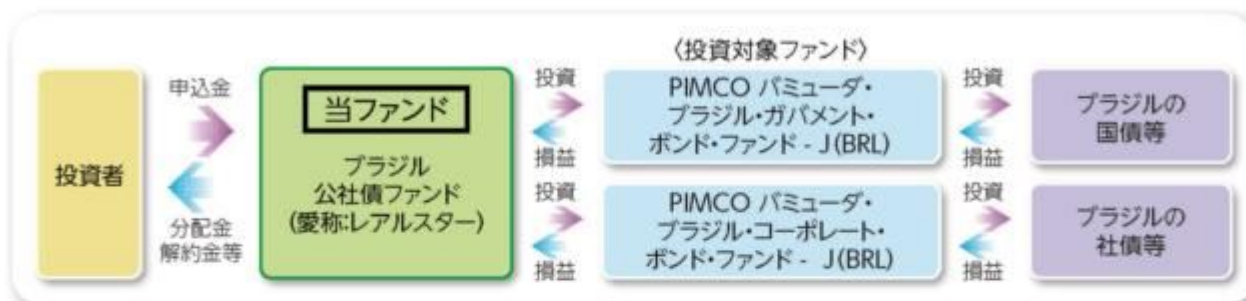 〈投資対象ファンド〉
投資者
申込金
分配金
解約金等
当ファンド
ブラジル
公社債ファンド
(愛称:レアルスター)
投資
損益
投資
損益
PIMCO バミューダ・
ブラジル・ガバメント・
ボンド・ファンド - J(BRL)
PIMCO バミューダ・
ブラジル・コーポレート・
ボンド・ファンド - J(BRL)
投資
損益
投資
損益
ブラジルの
国債等
ブラジルの
社債等